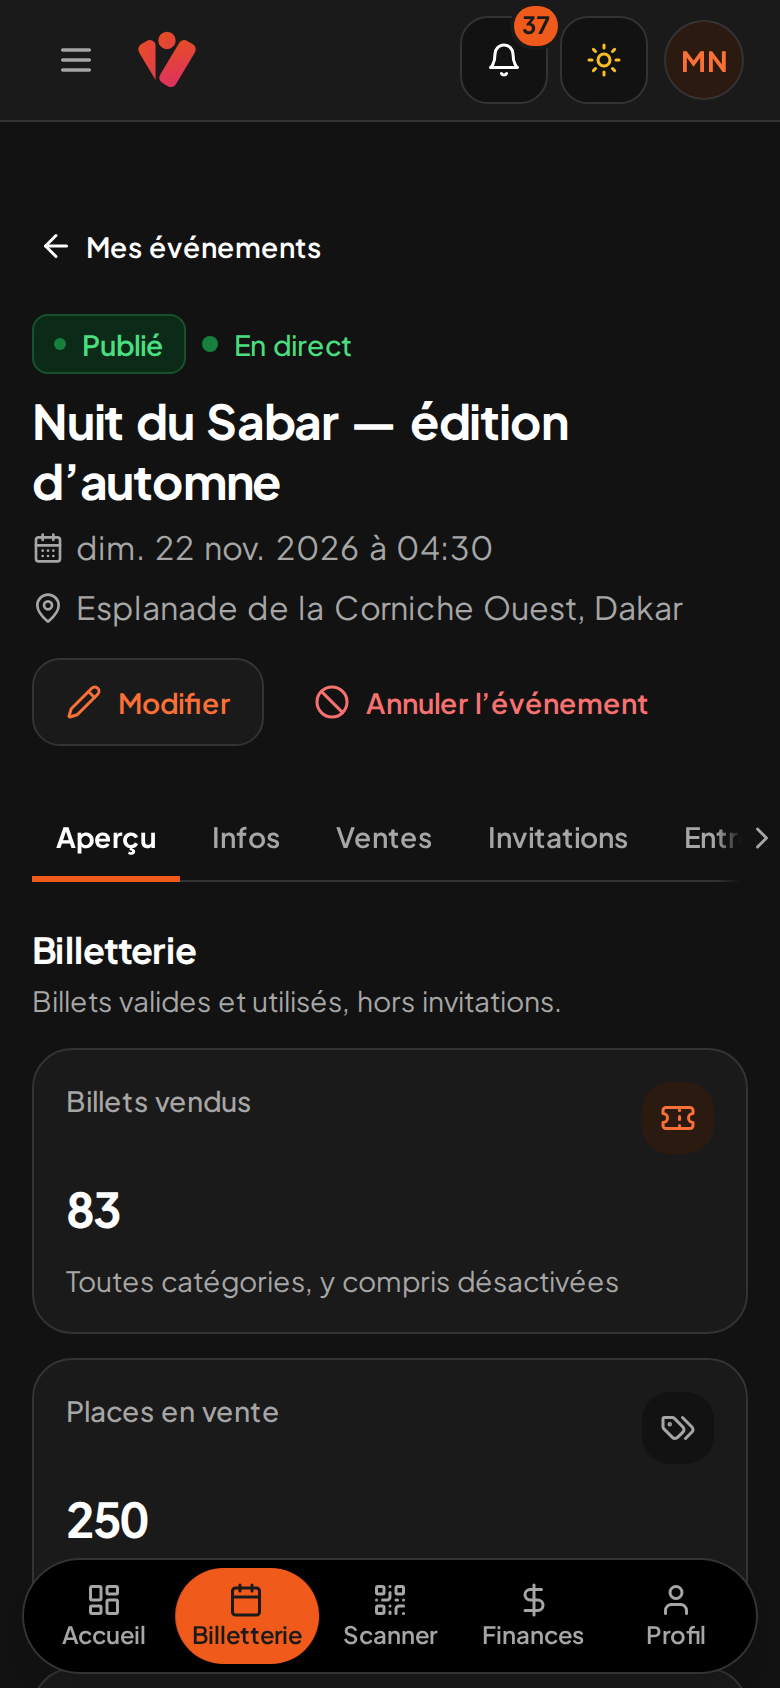 37
MN
Mes événements
Publié
En direct
Nuit du Sabar — édition
d’automne
dim. 22 nov. 2026 à 04:30
Esplanade de la Corniche Ouest, Dakar
Modifier
Annuler l’événement
Aperçu Infos Ventes Invitations Entr
Billetterie
Billets valides et utilisés, hors invitations.
Billets vendus
83
Toutes catégories, y compris désactivées
Places en vente
250
Accueil Billetterie Scanner Finances Profil